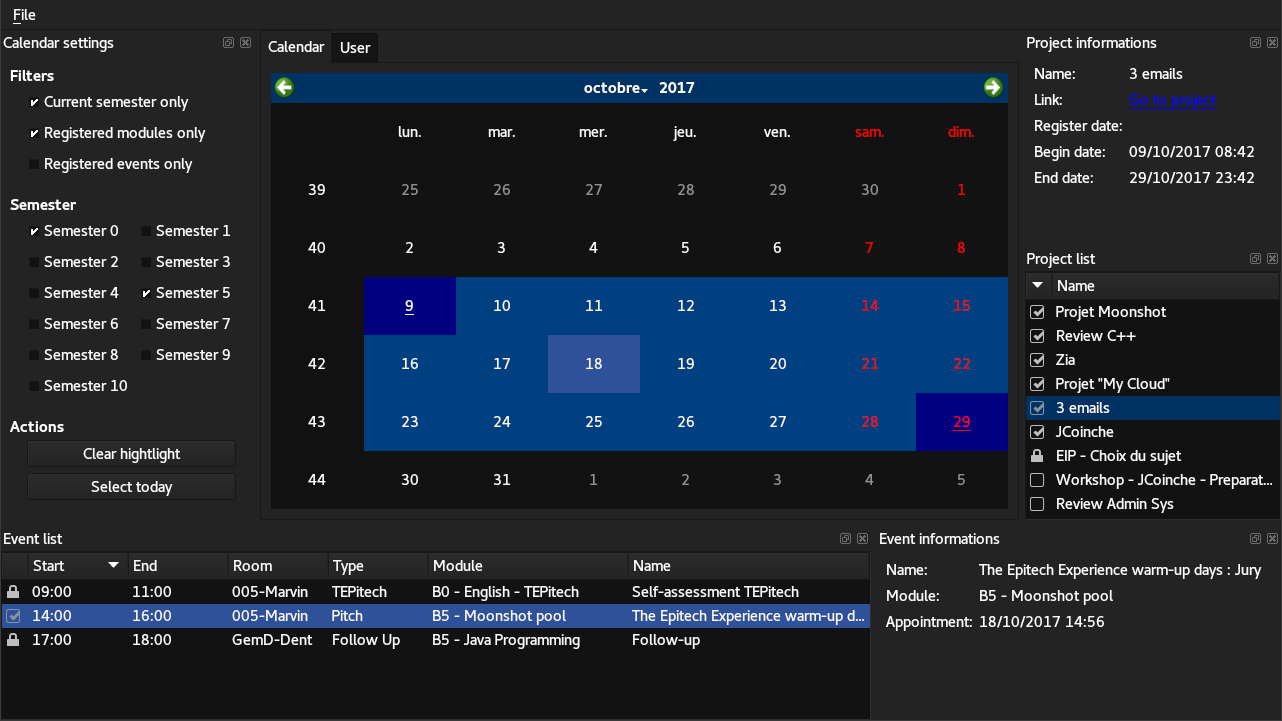 File
Calendar settings
Filters
Current semester only
Registered modules only
Registered events only
Semester
Semester 0 Semester 1
Semester 2 Semester 3
Semester 4 Semester 5
Semester 6 Semester 7
Semester 8 Semester 9
Semester 10
Actions
Clear hightlight
Select today
Calendar User
octobre 2017
lun. mar. mer. jeu. ven. sam. dim.
39 25 26 27 28 29 30 1
40 2 3 4 5 6 7 8
41 9 10 11 12 13 14 15
42 16 17 18 19 20 21 22
43 23 24 25 26 27 28 29
44 30 31 1 2 3 4 5
Project informations
Name: 3 emails
Link: Go to project
Register date:
Begin date: 09/10/2017 08:42
End date: 29/10/2017 23:42
Project list
Name
Projet Moonshot
Review C++
Zia
Projet "My Cloud"
3 emails
JCoinche
EIP - Choix du sujet
Workshop - JCoinche - Preparat...
Review Admin Sys
Event list
Start End Room Type Module Name
09:00 11:00 005-Marvin TEPitech B0 - English - TEPitech Self-assessment TEPitech
14:00 16:00 005-Marvin Pitch B5 - Moonshot pool The Epitech Experience warm-up d...
17:00 18:00 GemD-Dent Follow Up B5 - Java Programming Follow-up
Event informations
Name: The Epitech Experience warm-up days : Jury
Module: B5 - Moonshot pool
Appointment: 18/10/2017 14:56